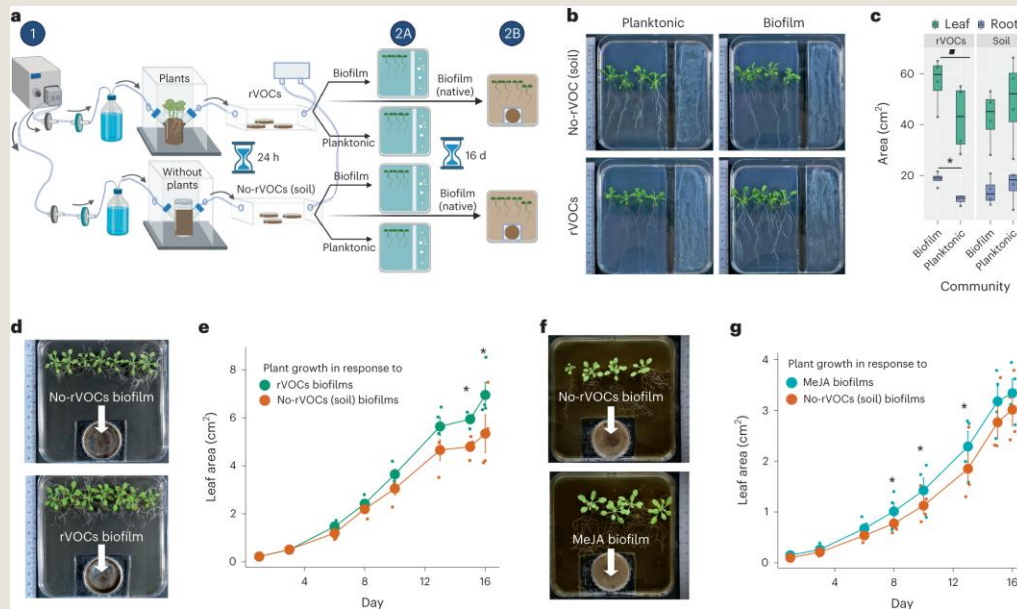 a
1
2A
2B
Plants
rVOCs
Biofilm
Biofilm
(native)
Planktonic
24 h
16 d
Without
plants
No-rVOCs (soil)
Biofilm
Biofilm
(native)
Planktonic
b
Planktonic
Biofilm
No-rVOC (soil)
rVOCs
c
Leaf
Root
rVOCs
Soil
Area (cm²)
60
40
20
*
Biofilm
Planktonic
Biofilm
Planktonic
Community
d
No-rVOCs biofilm
rVOCs biofilm
e
Plant growth in response to
rVOCs biofilms
No-rVOCs (soil) biofilms
*
*
Leaf area (cm²)
8
6
4
2
0
4
8
12
16
Day
f
No-rVOCs biofilm
MeJA biofilm
g
Plant growth in response to
MeJA biofilms
No-rVOCs (soil) biofilms
*
*
*
Leaf area (cm²)
4
3
2
1
0
4
8
12
16
Day